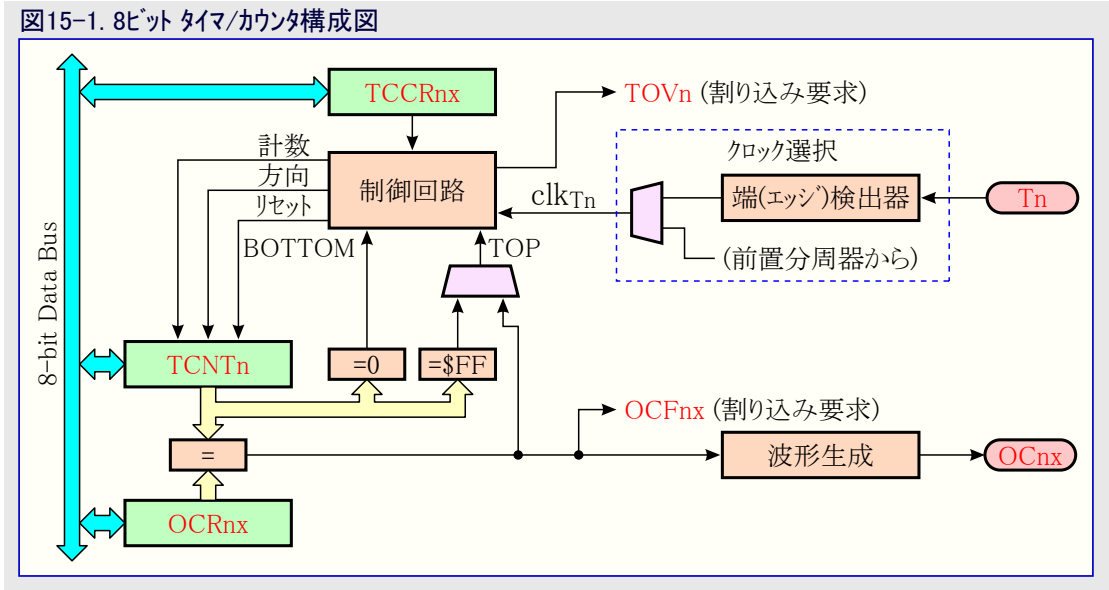 図15-1. 8ビット タイマ/カウンタ構成図
TCCRnx
TOVn (割り込み要求)
クロック選択
計数
方向
リセット
制御回路
clkTn
端(エッジ)検出器
Tn
(前置分周器から)
BOTTOM
TOP
8-bit Data Bus
TCNTn
=0
=$FF
OCFnx (割り込み要求)
=
波形生成
OCnx
OCRnx